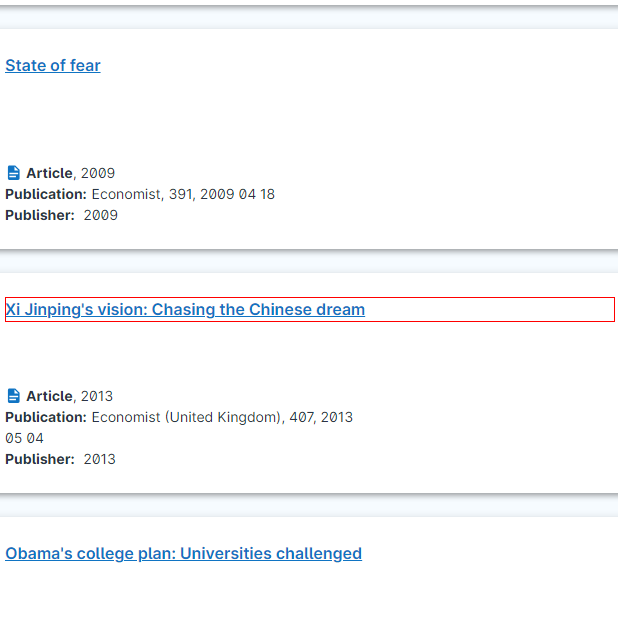 State of fear
Article, 2009
Publication: Economist, 391, 2009 04 18
Publisher: 2009
Xi Jinping's vision: Chasing the Chinese dream
Article, 2013
Publication: Economist (United Kingdom), 407, 2013
05 04
Publisher: 2013
Obama's college plan: Universities challenged